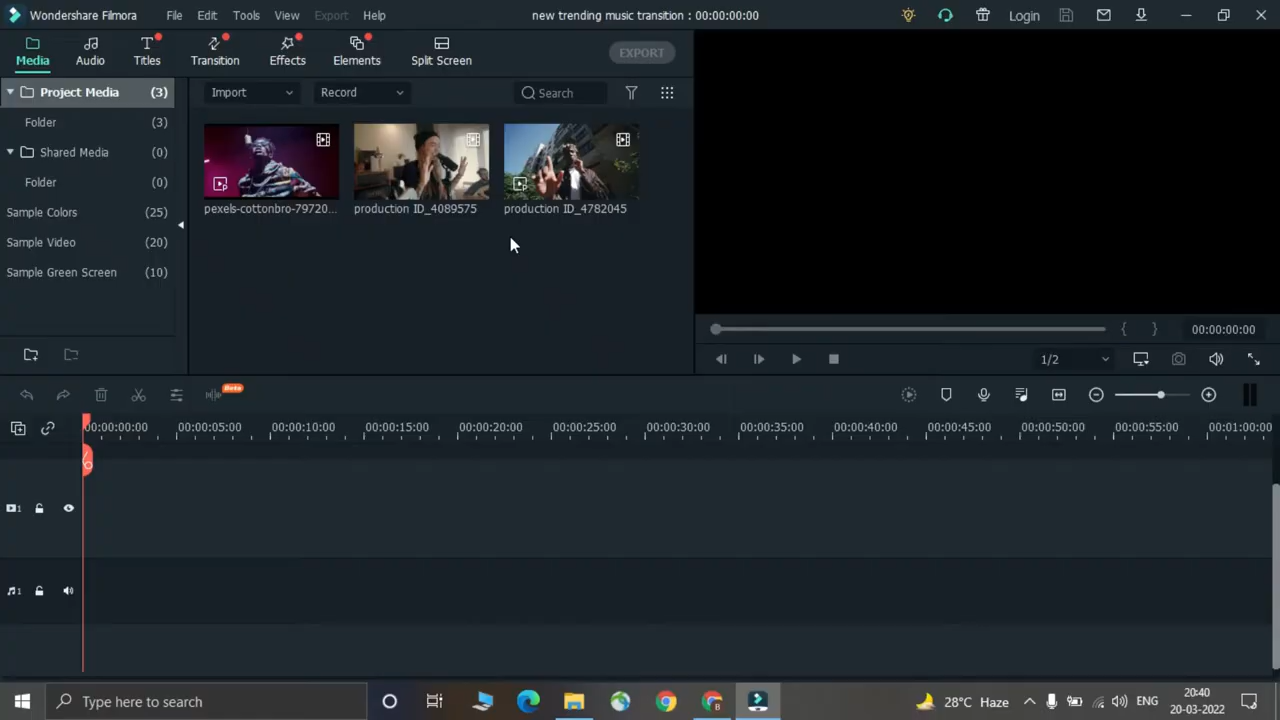 Wondershare Filmora File Edit Tools View Export Help new trending music transition : 00:00:00:00 Login
Media Audio Titles Transition Effects Elements Split Screen EXPORT
Project Media (3) Import Record Search
Folder (3)
Shared Media (0)
Folder (0)
Sample Colors (25)
Sample Video (20)
Sample Green Screen (10)
pexels-cottonbro-79720... production ID_4089575 production ID_4782045
00:00:00:00
1/2
Beta
00:00:00:00 00:00:05:00 00:00:10:00 00:00:15:00 00:00:20:00 00:00:25:00 00:00:30:00 00:00:35:00 00:00:40:00 00:00:45:00 00:00:50:00 00:00:55:00 00:01:00:00
1
1
Type here to search 28°C Haze ENG 20:40
20-03-2022